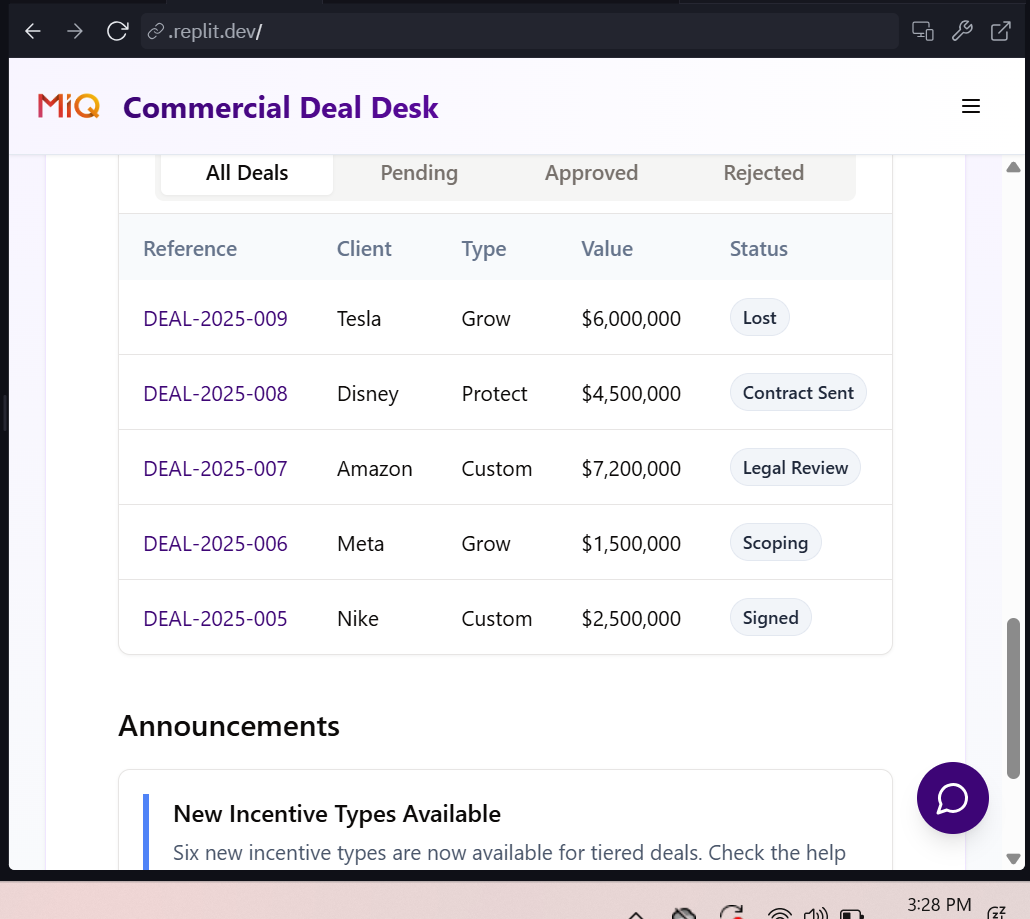 .replit.dev/
MiQ Commercial Deal Desk
All Deals Pending Approved Rejected
Reference Client Type Value Status
DEAL-2025-009 Tesla Grow $6,000,000 Lost
DEAL-2025-008 Disney Protect $4,500,000 Contract Sent
DEAL-2025-007 Amazon Custom $7,200,000 Legal Review
DEAL-2025-006 Meta Grow $1,500,000 Scoping
DEAL-2025-005 Nike Custom $2,500,000 Signed
Announcements
New Incentive Types Available
Six new incentive types are now available for tiered deals. Check the help
3:28 PM